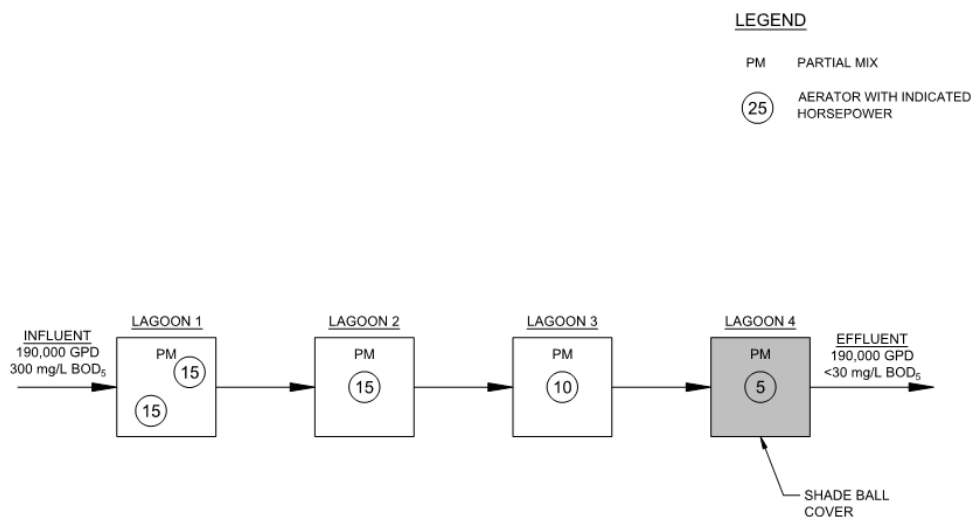 LEGEND
PM PARTIAL MIX
25 AERATOR WITH INDICATED
HORSEPOWER
INFLUENT
190,000 GPD
300 mg/L BOD₅
LAGOON 1
PM
15
15
LAGOON 2
PM
15
LAGOON 3
PM
10
LAGOON 4
PM
5
EFFLUENT
190,000 GPD
<30 mg/L BOD₅
SHADE BALL
COVER